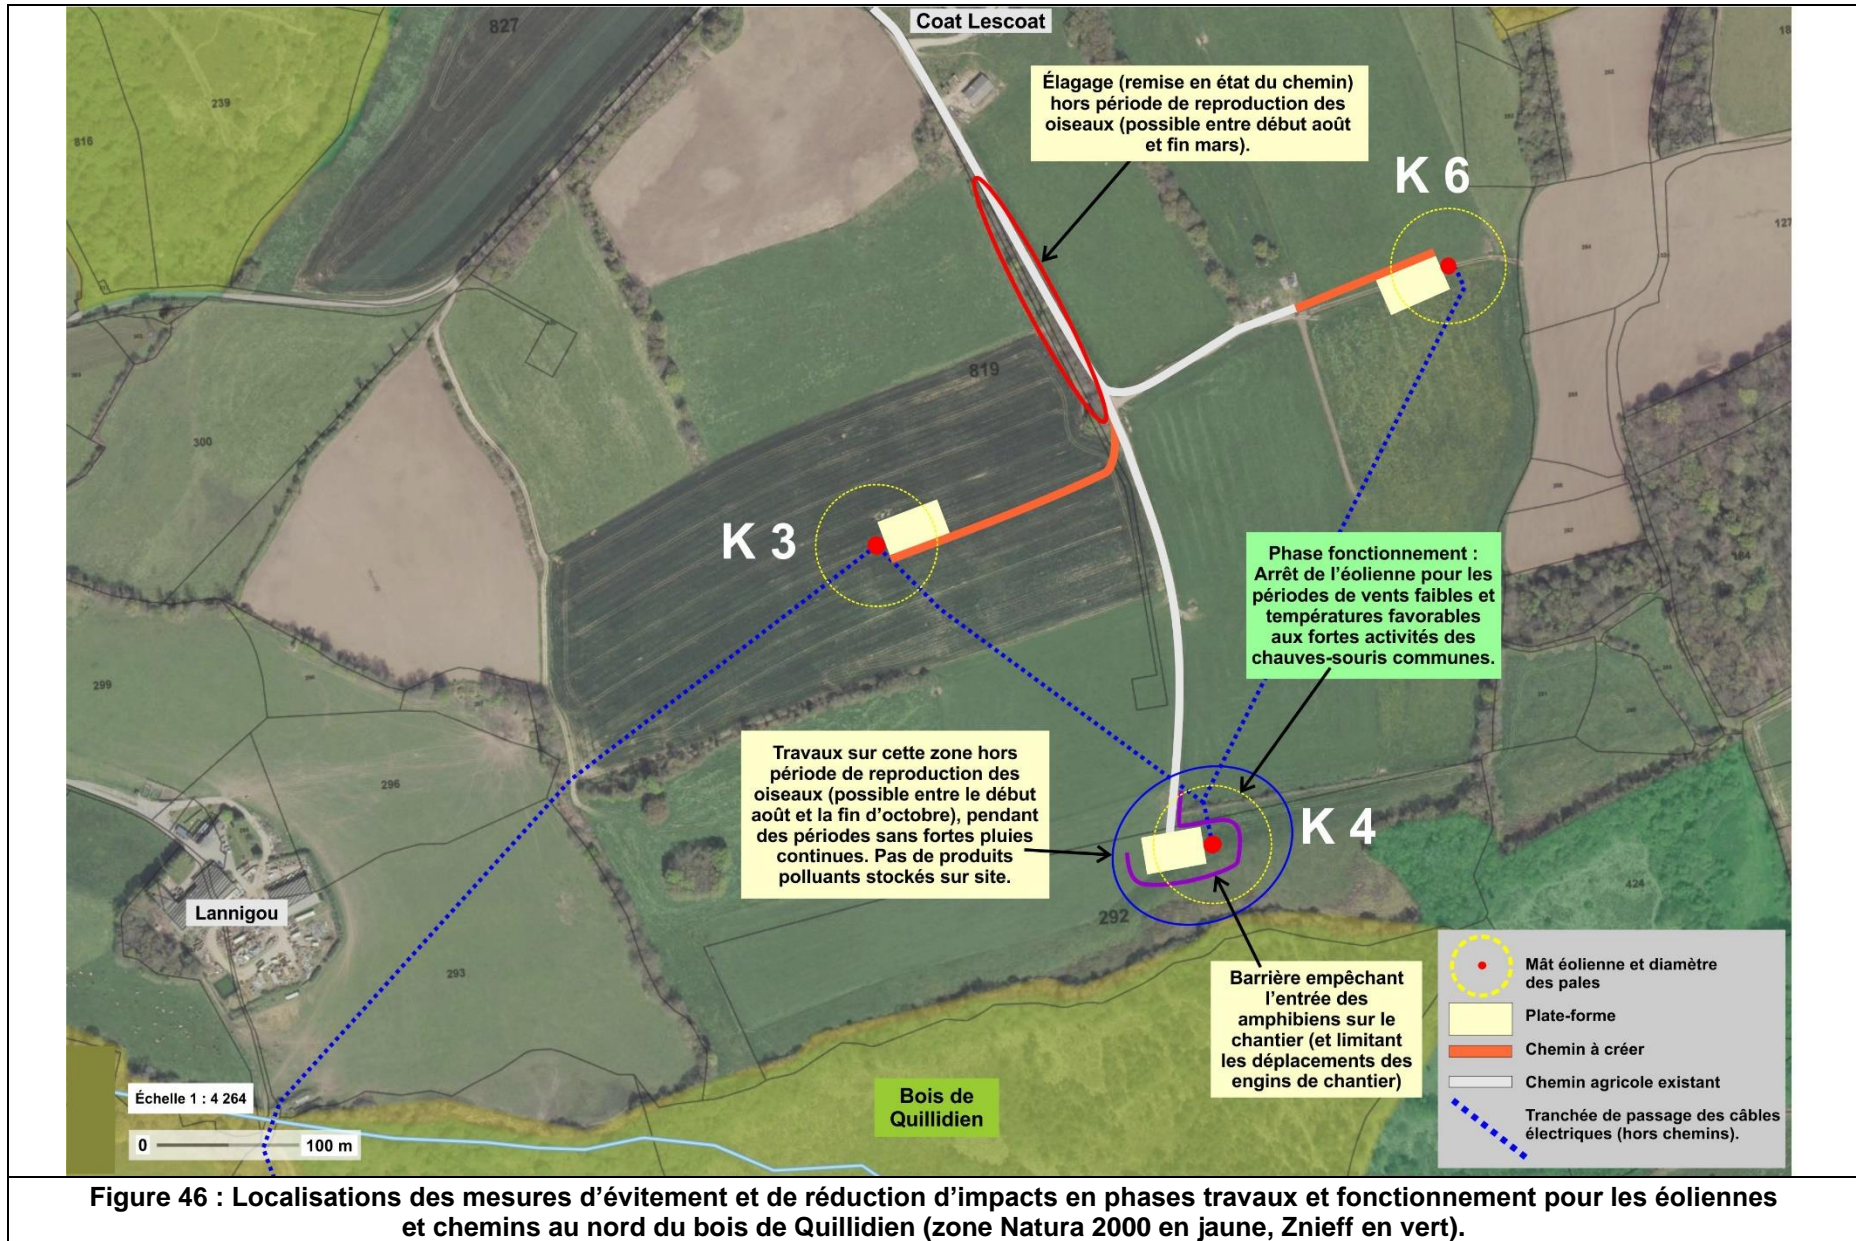 Coat Lescoat
827
239
816
Élagage (remise en état du chemin)
hors période de reproduction des
oiseaux (possible entre début août
et fin mars).
K 6
127
819
300
K 3
Phase fonctionnement :
Arrêt de l'éolienne pour les
périodes de vents faibles et
températures favorables
aux fortes activités des
chauves-souris communes.
164
299
296
Travaux sur cette zone hors
période de reproduction des
oiseaux (possible entre le début
août et la fin d'octobre), pendant
des périodes sans fortes pluies
continues. Pas de produits
polluants stockés sur site.
K 4
424
292
Lannigou
293
Barrière empêchant
l'entrée des
amphibiens sur le
chantier (et limitant
les déplacements des
engins de chantier)
Bois de
Quillidien
Échelle 1 : 4 264
0 100 m
Mât éolienne et diamètre
des pales
Plate-forme
Chemin à créer
Chemin agricole existant
Tranchée de passage des câbles
électriques (hors chemins).
Figure 46 : Localisations des mesures d'évitement et de réduction d'impacts en phases travaux et fonctionnement pour les éoliennes
et chemins au nord du bois de Quillidien (zone Natura 2000 en jaune, Znieff en vert).